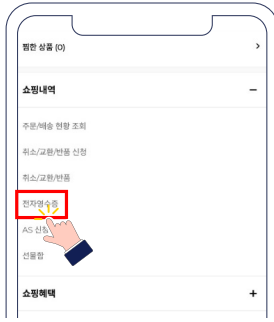 찜한 상품 (0)
쇼핑내역
주문/배송 현황 조회
취소/교환/반품 신청
취소/교환/반품
전자영수증
AS 신청
선물함
쇼핑혜택